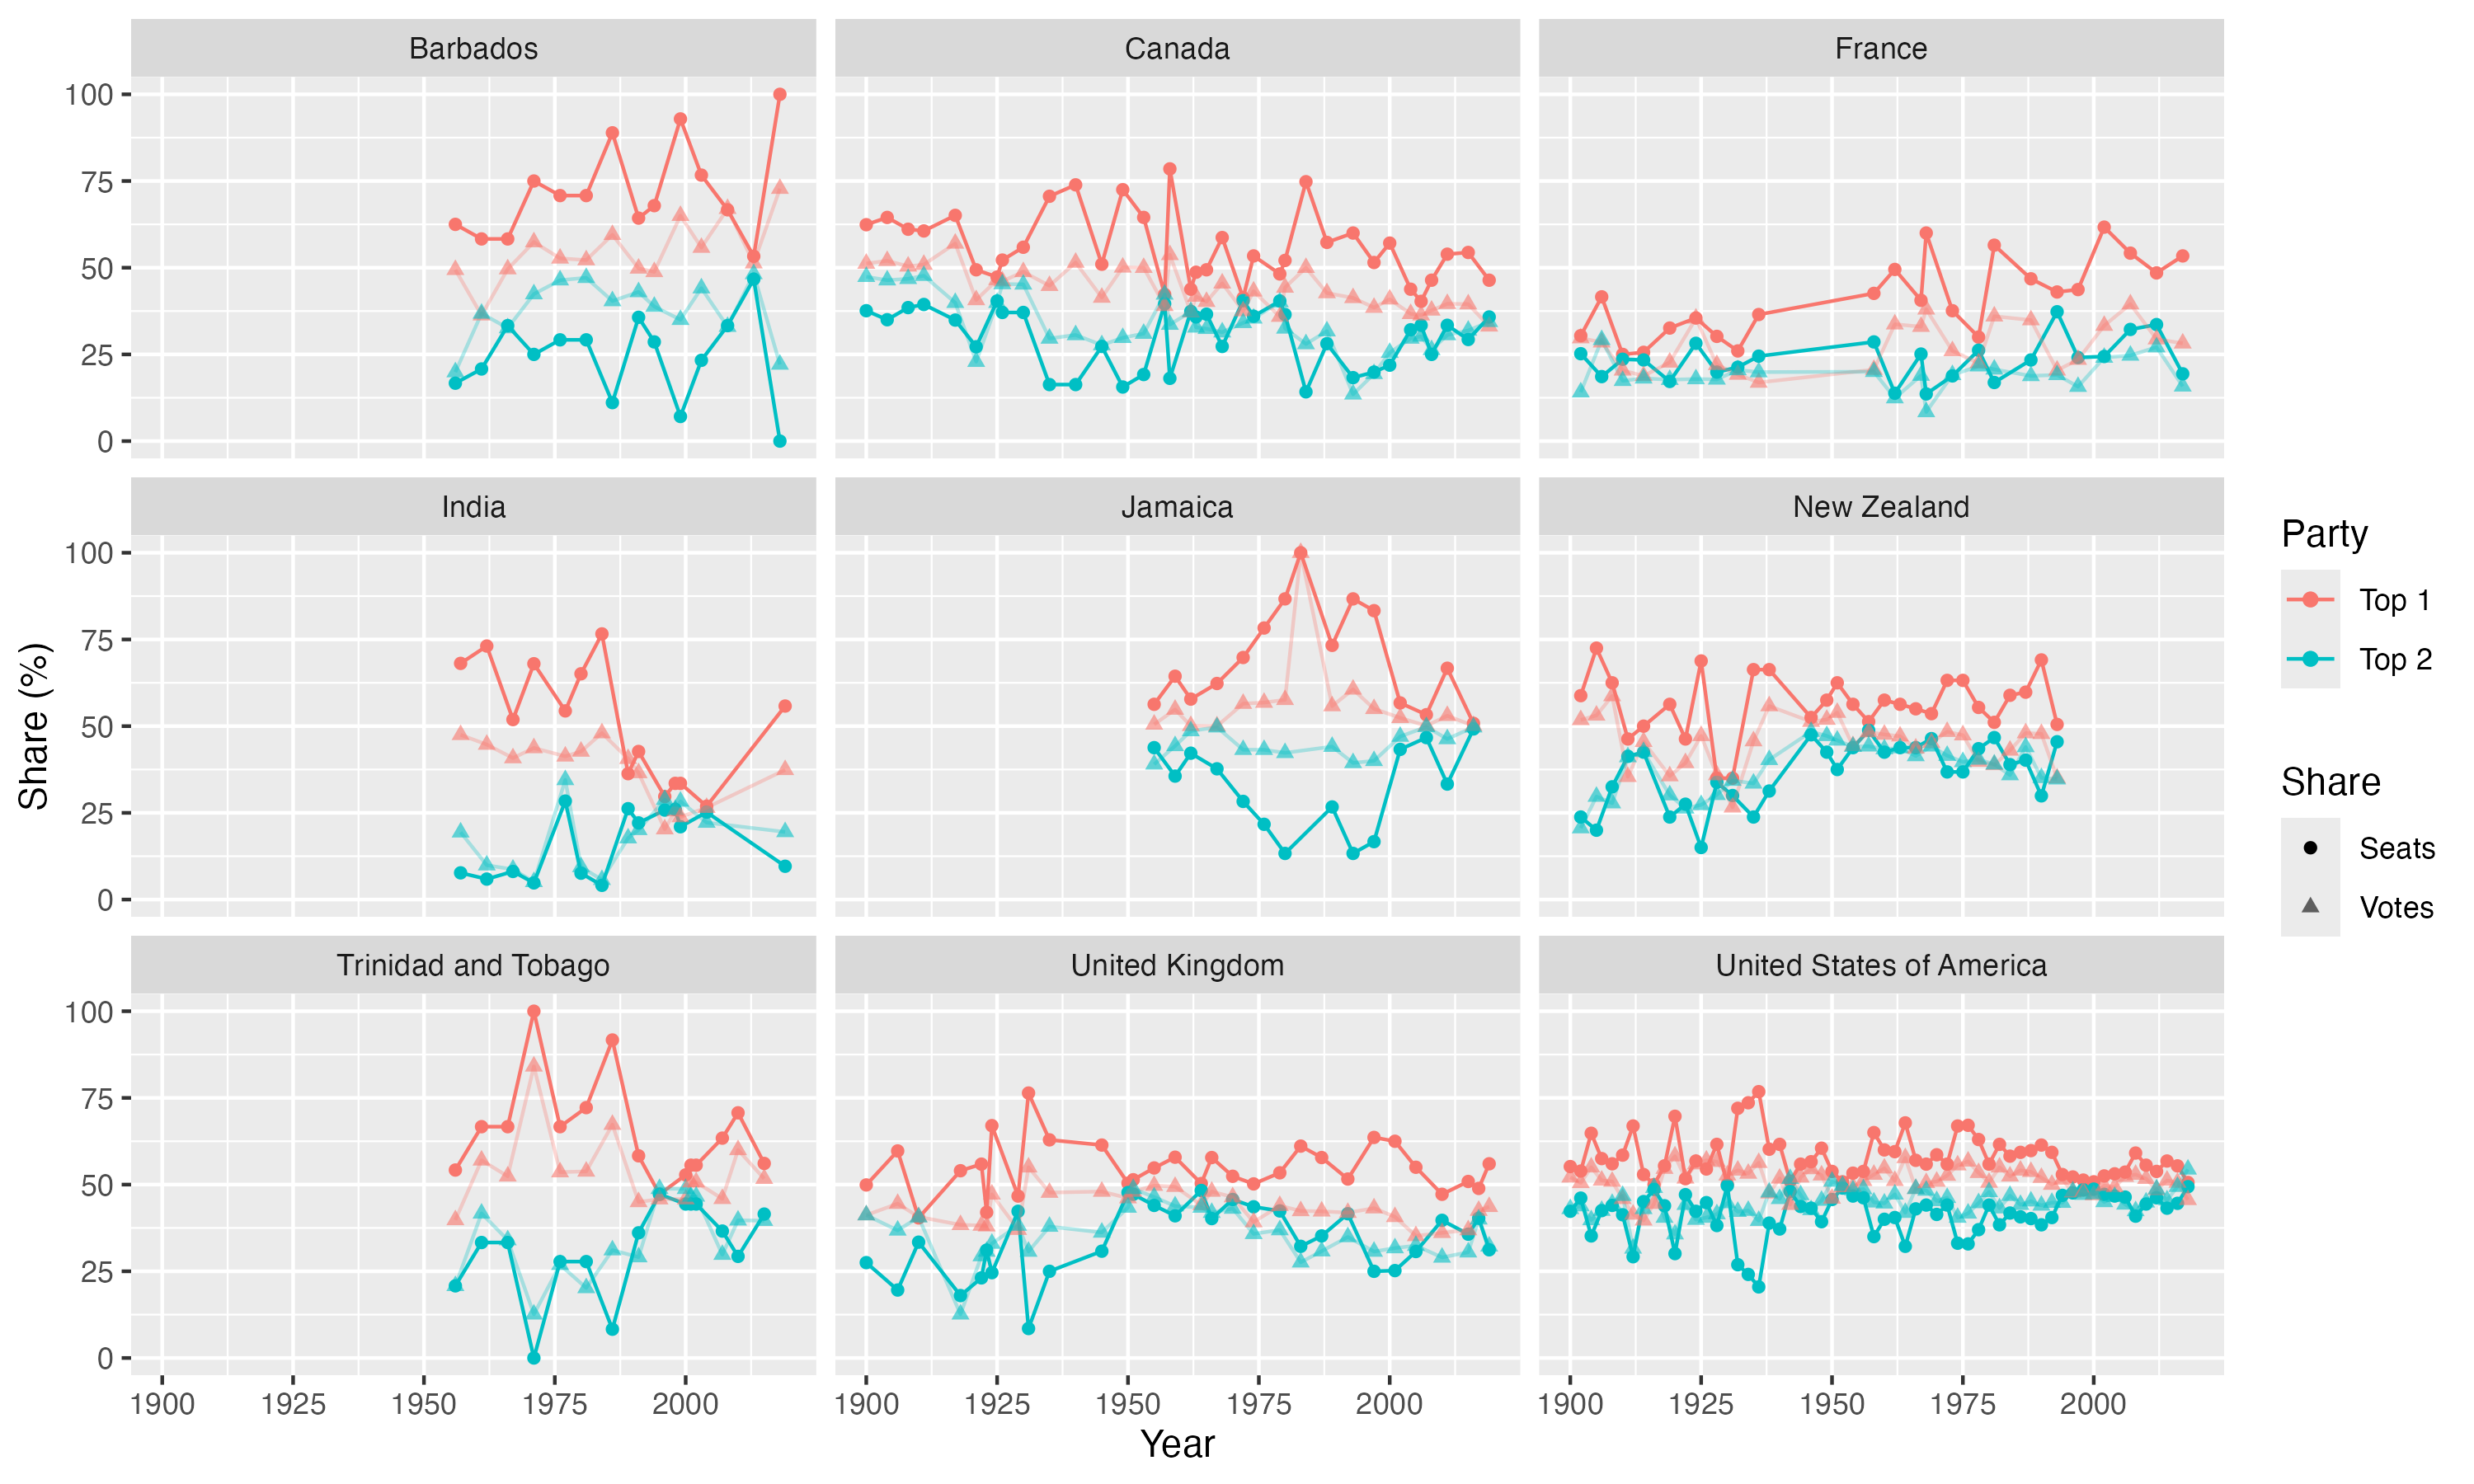 Barbados
Canada
France
100
75
50
25
0
India
Jamaica
New Zealand
100
75
50
25
0
Share (%)
Party
Top 1
Top 2
Share
Seats
Votes
Trinidad and Tobago
United Kingdom
United States of America
100
75
50
25
0
1900 1925 1950 1975 2000
1900 1925 1950 1975 2000
1900 1925 1950 1975 2000
Year